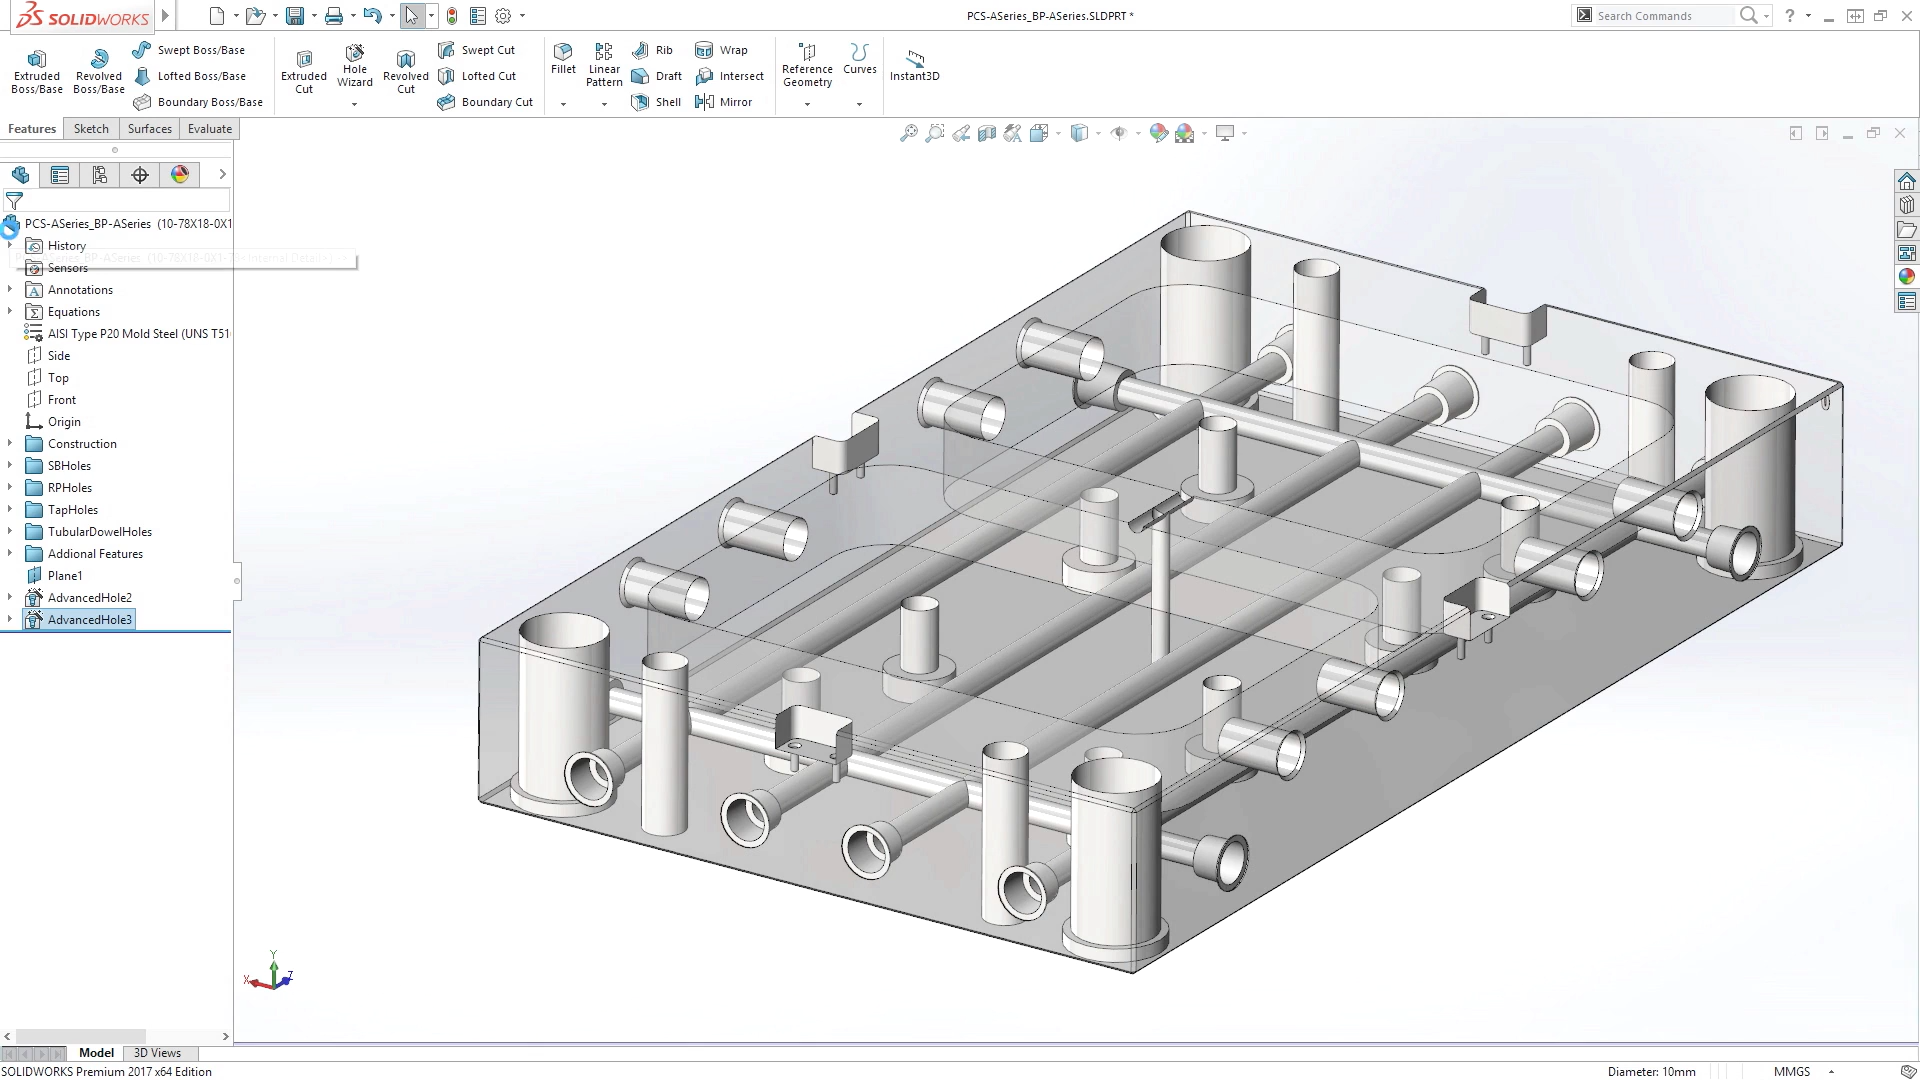 SOLIDWORKS
PCS-ASeries_BP-ASeries.SLDPRT *
Search Commands
Extruded Boss/Base
Revolved Boss/Base
Swept Boss/Base
Lofted Boss/Base
Boundary Boss/Base
Extruded Cut
Hole Wizard
Revolved Cut
Swept Cut
Lofted Cut
Boundary Cut
Fillet
Linear Pattern
Rib
Draft
Shell
Wrap
Intersect
Mirror
Reference Geometry
Curves
Instant3D
Features
Sketch
Surfaces
Evaluate
PCS-ASeries_BP-ASeries (10-78X18-0X1
History
Sensors
Annotations
Equations
AISI Type P20 Mold Steel (UNS T51
Side
Top
Front
Origin
Construction
SBHoles
RPHoles
TapHoles
TubularDowelHoles
Addional Features
Plane1
AdvancedHole2
AdvancedHole3
Y
X
Z
Model
3D Views
SOLIDWORKS Premium 2017 x64 Edition
Diameter: 10mm
MMGS